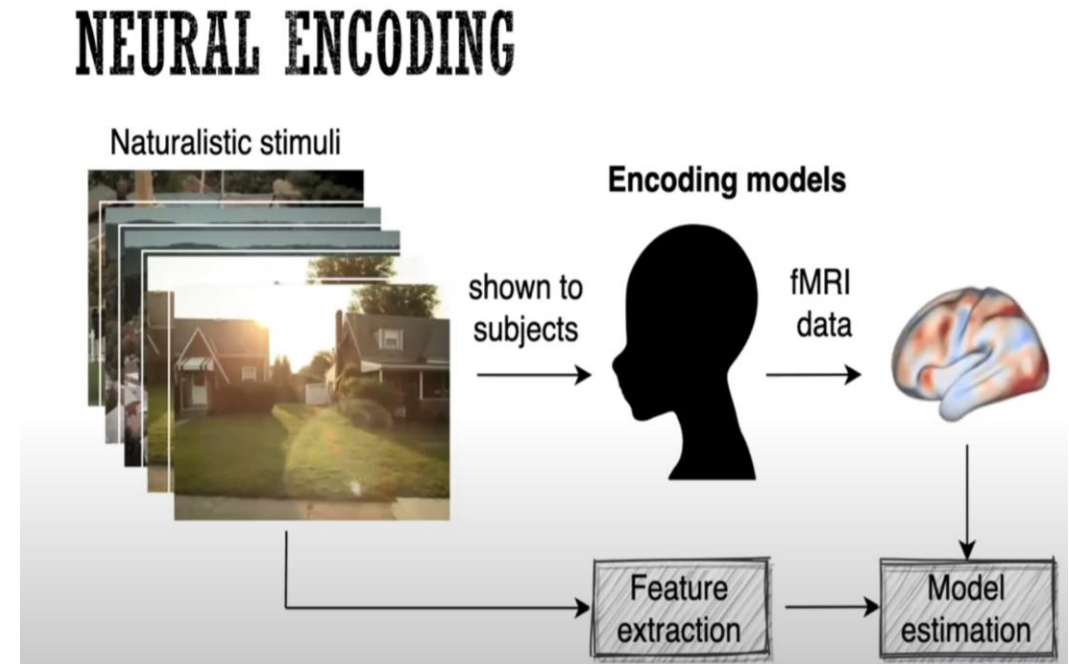 NEURAL ENCODING
Naturalistic stimuli
Encoding models
shown to
subjects
fMRI
data
Feature
extraction
Model
estimation